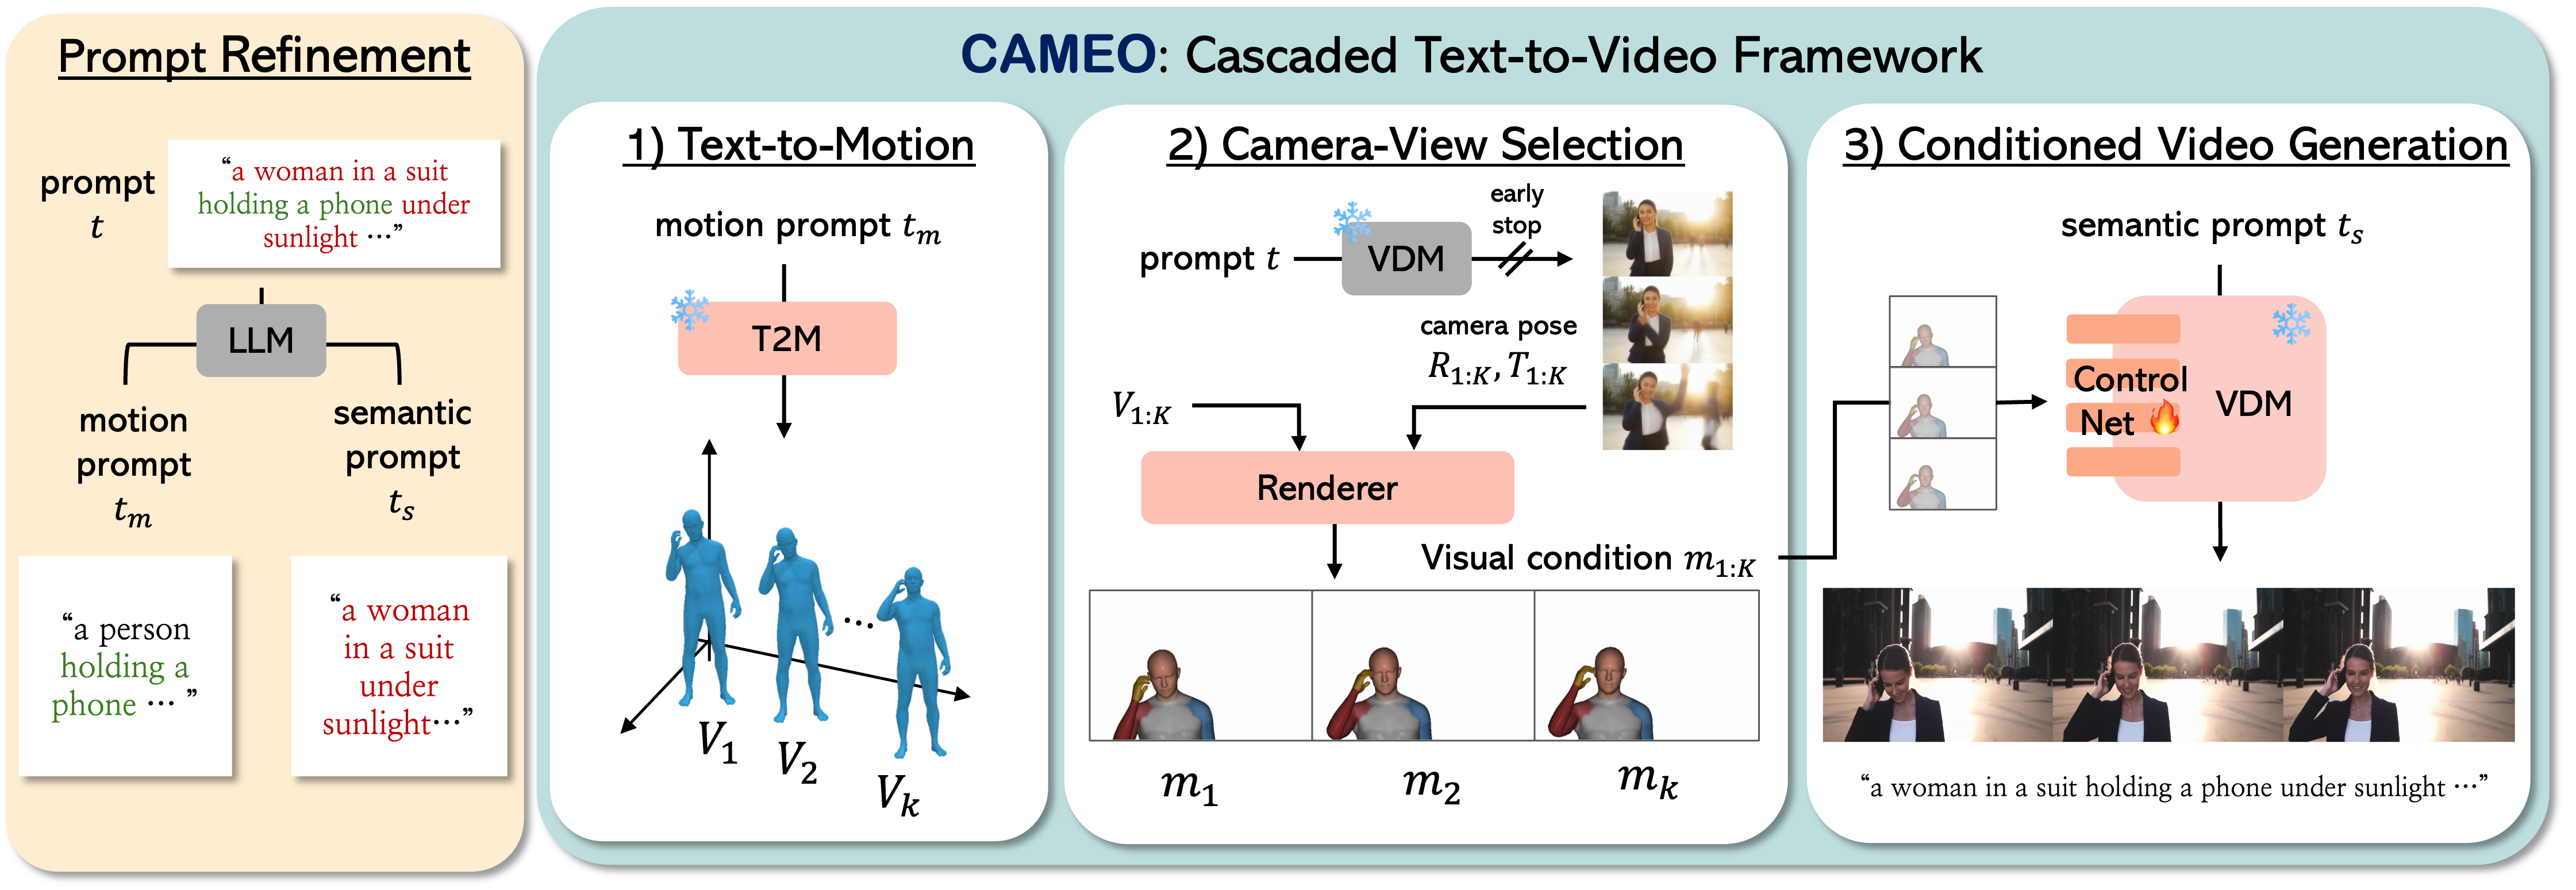 Prompt Refinement
prompt
t
“a woman in a suit
holding a phone under
sunlight ⋯”
LLM
motion
prompt
t_m
semantic
prompt
t_s
“a person
holding a
phone ⋯ ”
“a woman
in a suit
under
sunlight⋯”
CAMEO: Cascaded Text-to-Video Framework
1) Text-to-Motion
motion prompt t_m
T2M
V_1
V_2
...
V_k
2) Camera-View Selection
prompt t
VDM
early
stop
camera pose
R_{1:K}, T_{1:K}
V_{1:K}
Renderer
Visual condition m_{1:K}
m_1
m_2
m_k
3) Conditioned Video Generation
semantic prompt t_s
Control
Net
VDM
“a woman in a suit holding a phone under sunlight ⋯”